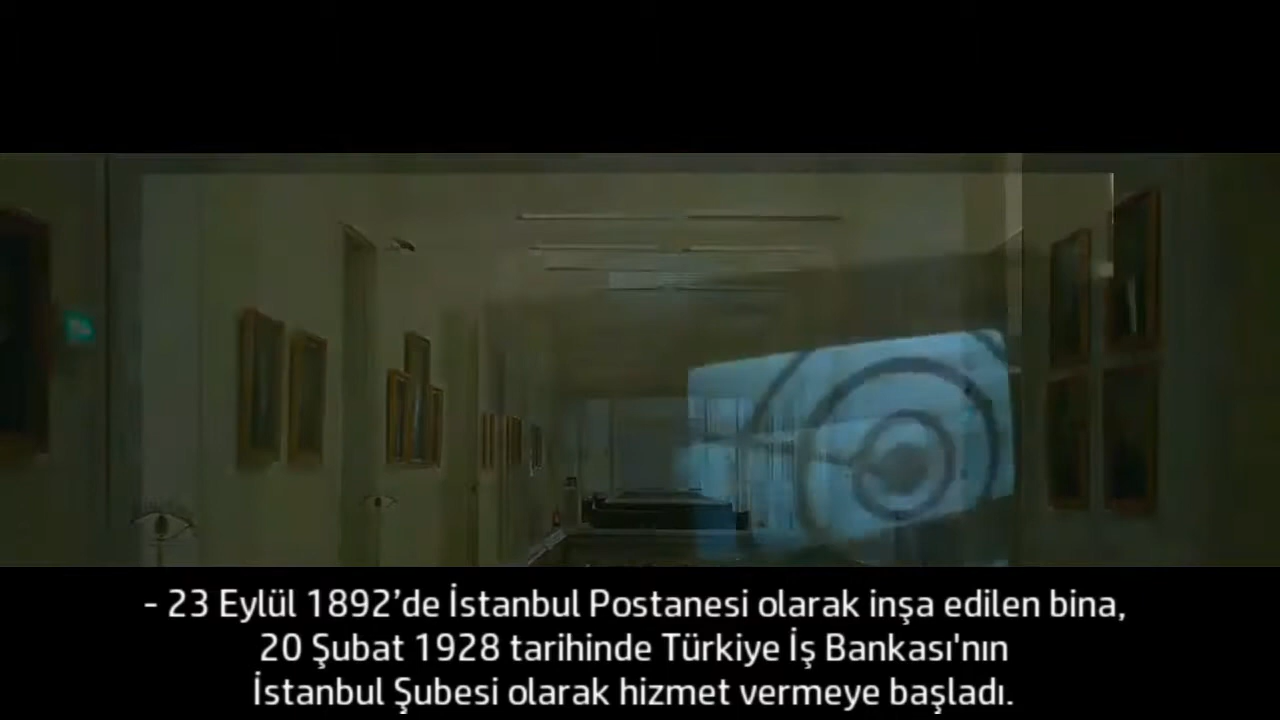 - 23 Eylül 1892’de İstanbul Postanesi olarak inşa edilen bina,
20 Şubat 1928 tarihinde Türkiye İş Bankası'nın
İstanbul Şubesi olarak hizmet vermeye başladı.